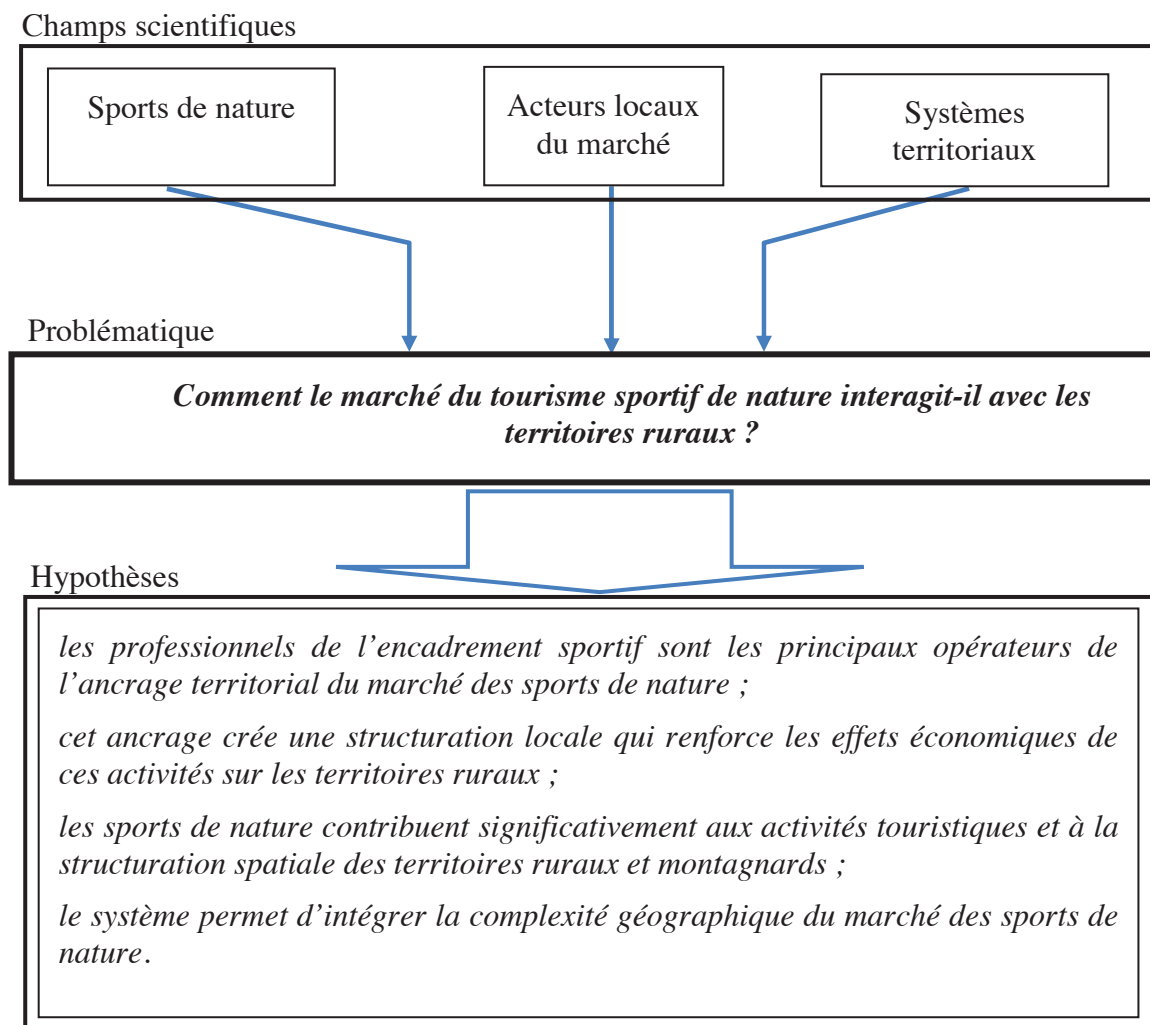 Champs scientifiques
Sports de nature
Acteurs locaux
du marché
Systèmes
territoriaux
Problématique
Comment le marché du tourisme sportif de nature interagit-il avec les
territoires ruraux ?
Hypothèses
les professionnels de l’encadrement sportif sont les principaux opérateurs de
l’ancrage territorial du marché des sports de nature ;
cet ancrage crée une structuration locale qui renforce les effets économiques de
ces activités sur les territoires ruraux ;
les sports de nature contribuent significativement aux activités touristiques et à la
structuration spatiale des territoires ruraux et montagnards ;
le système permet d’intégrer la complexité géographique du marché des sports de
nature.